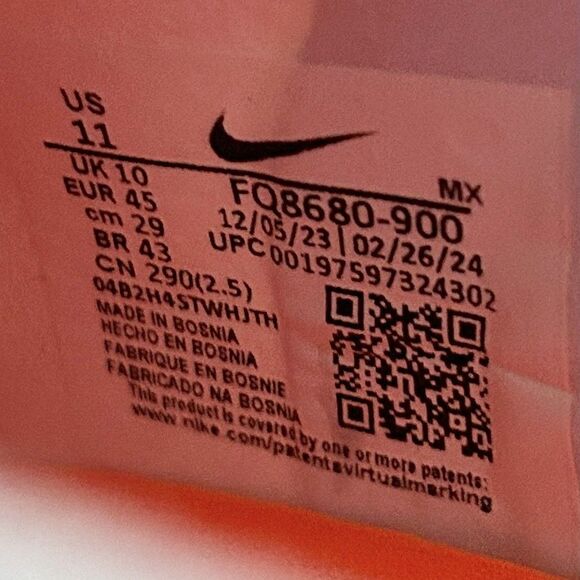 US
11
UK 10
EUR 45
cm 29
BR 43
CN 290(2.5)
MX
FQ8680-900
12/05/23 | 02/26/24
UPC 00197597324302
04B2H4STWHJTH
MADE IN BOSNIA
HECHO EN BOSNIA
FABRIQUE EN BOSNIE
FABRICADO NA BOSNIA
This product is covered by one or more patents:
www.nike.com/patentsvirtualmarking